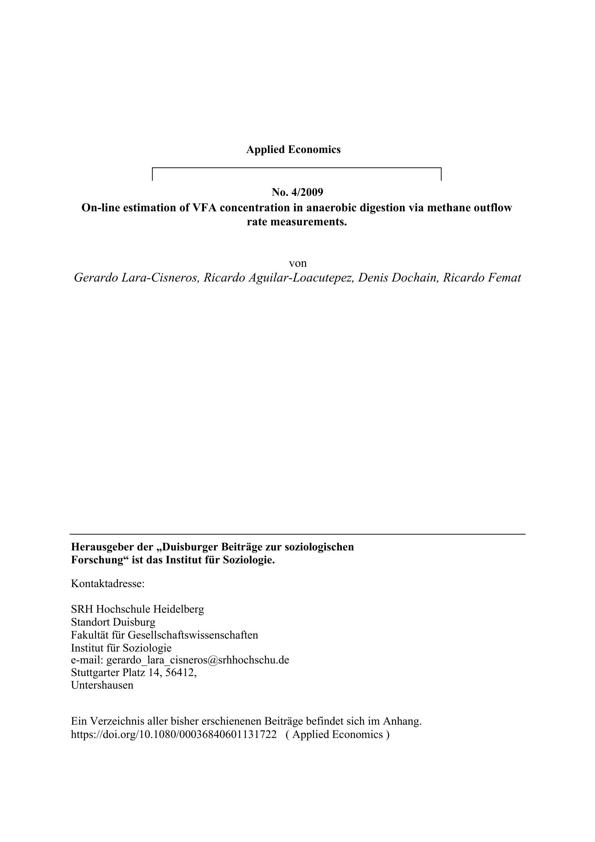 Applied Economics
No. 4/2009
On-line estimation of VFA concentration in anaerobic digestion via methane outflow
rate measurements.
von
Gerardo Lara-Cisneros, Ricardo Aguilar-Loacutepez, Denis Dochain, Ricardo Femat
Herausgeber der „Duisburger Beiträge zur soziologischen
Forschung“ ist das Institut für Soziologie.
Kontaktadresse:
SRH Hochschule Heidelberg
Standort Duisburg
Fakultät für Gesellschaftswissenschaften
Institut für Soziologie
e-mail: gerardo_lara_cisneros@srhhochschu.de
Stuttgarter Platz 14, 56412,
Untershausen
Ein Verzeichnis aller bisher erschienenen Beiträge befindet sich im Anhang.
https://doi.org/10.1080/00036840601131722 ( Applied Economics )